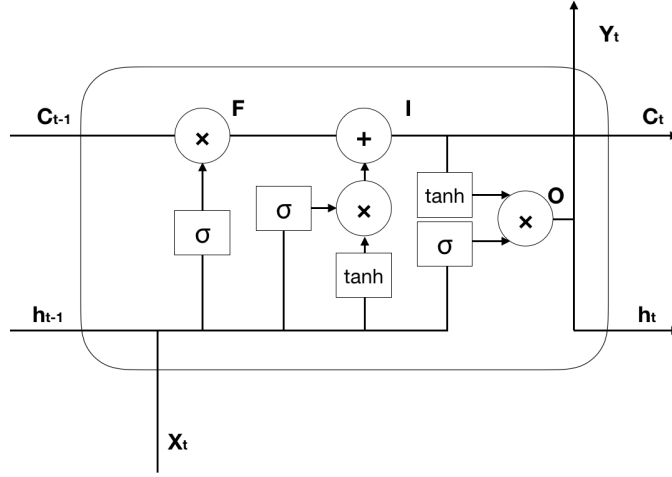 Yt
F
I
Ct-1
Ct
×
+
tanh
O
σ
×
×
σ
σ
tanh
ht-1
ht
Xt